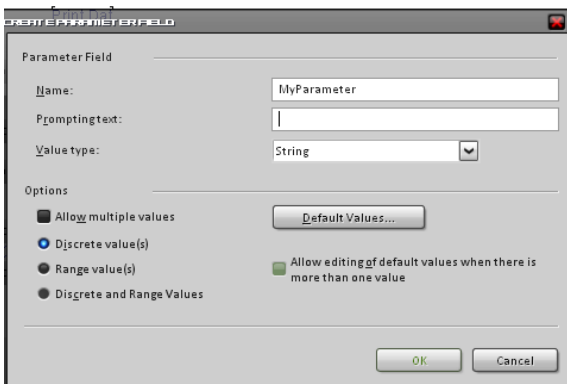 [Print Dat
CREATE PARAMETER FIELD
Parameter Field
Name:
MyParameter
Prompting text:
Value type:
String
Options
Allow multiple values
Default Values...
Discrete value(s)
Range value(s)
Allow editing of default values when there is
more than one value
Discrete and Range Values
OK
Cancel